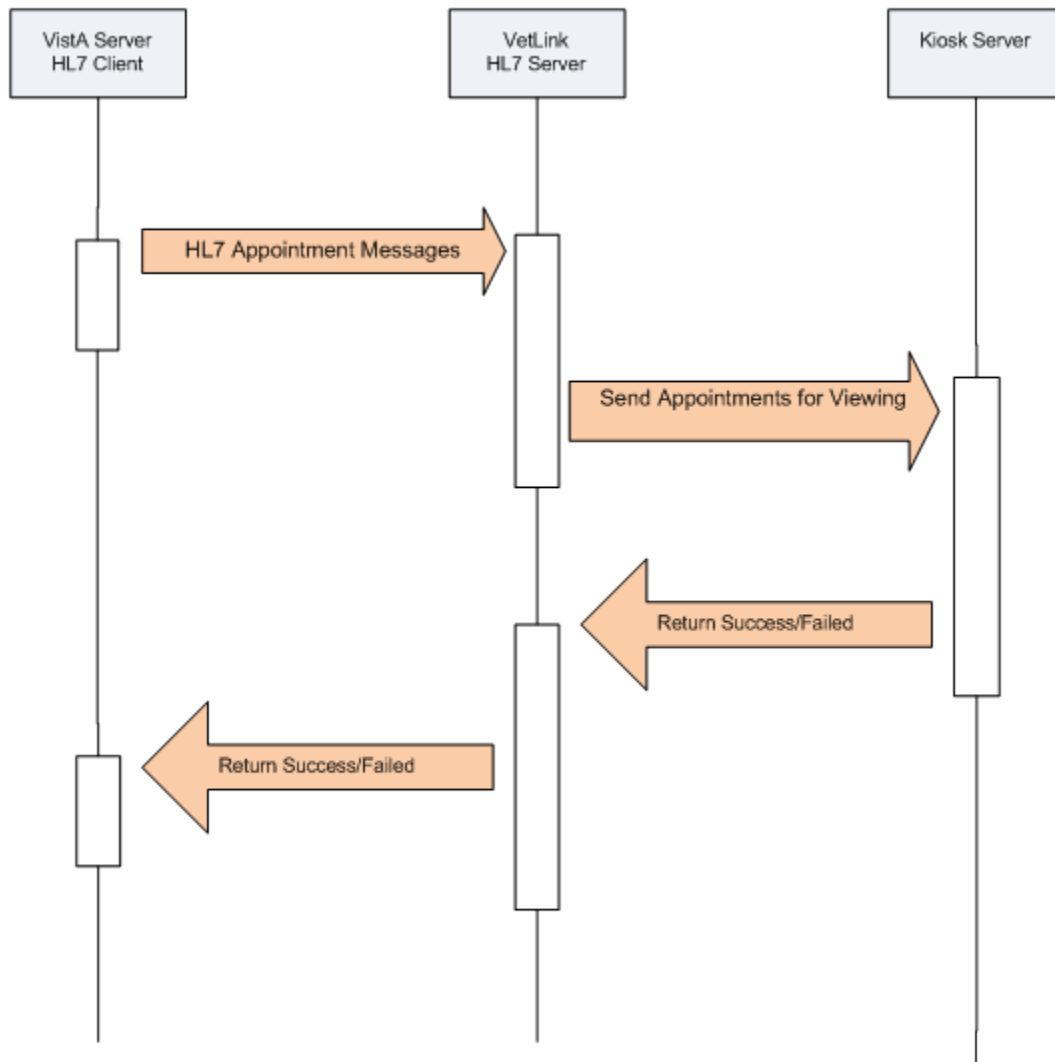 VistA Server
HL7 Client
VetLink
HL7 Server
Kiosk Server
HL7 Appointment Messages
Send Appointments for Viewing
Return Success/Failed
Return Success/Failed